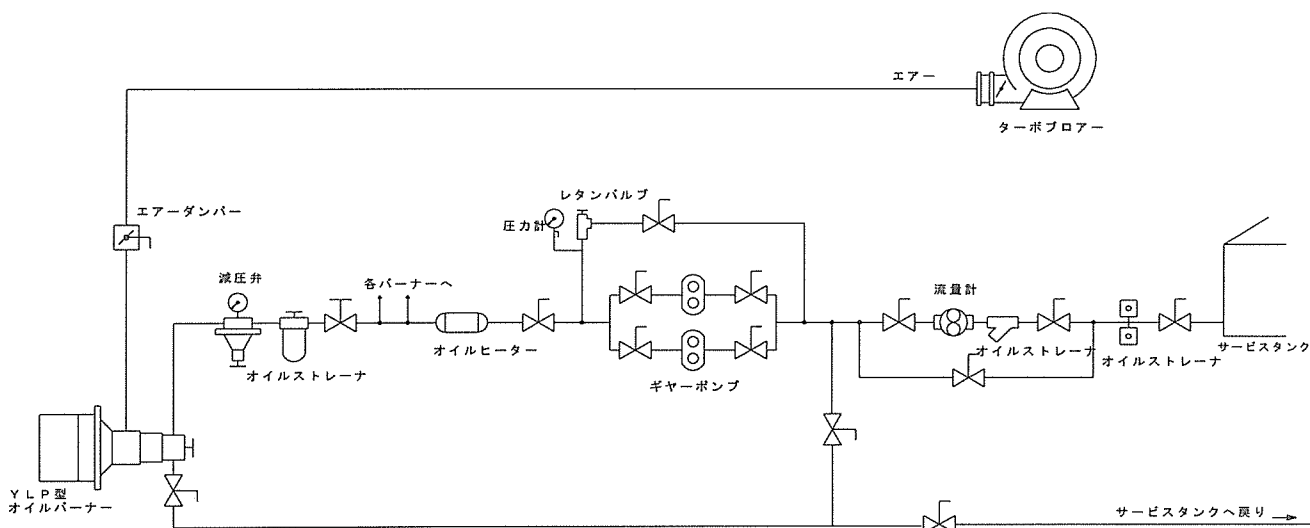 エアー
ターボブロアー
レタンバルブ
エアーダンパー
圧力計
減圧弁
各バーナーへ
流量計
オイルヒーター
オイルストレーナ
オイルストレーナ
サービスタンク
オイルストレーナ
ギヤーポンプ
YLP型
オイルバーナー
サービスタンクへ戻り